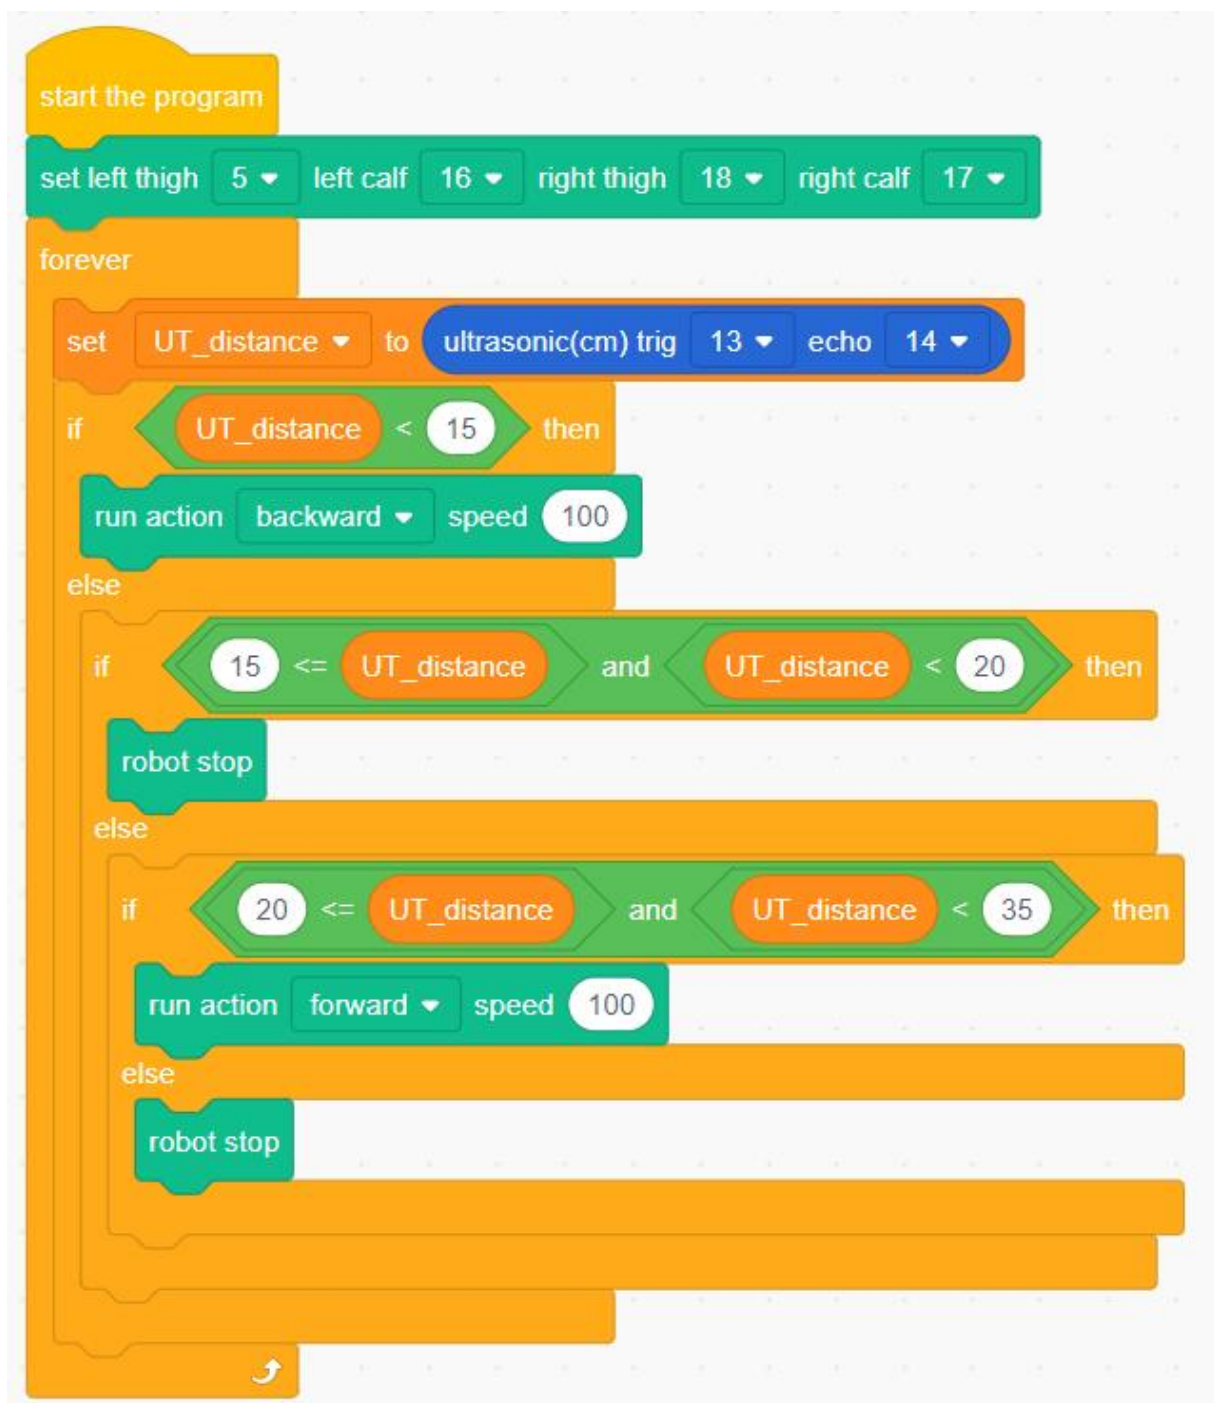 start the program
set left thigh 5 left calf 16 right thigh 18 right calf 17
forever
set UT_distance to ultrasonic(cm) trig 13 echo 14
if UT_distance < 15 then
run action backward speed 100
else
if 15 <= UT_distance and UT_distance < 20 then
robot stop
else
if 20 <= UT_distance and UT_distance < 35 then
run action forward speed 100
else
robot stop